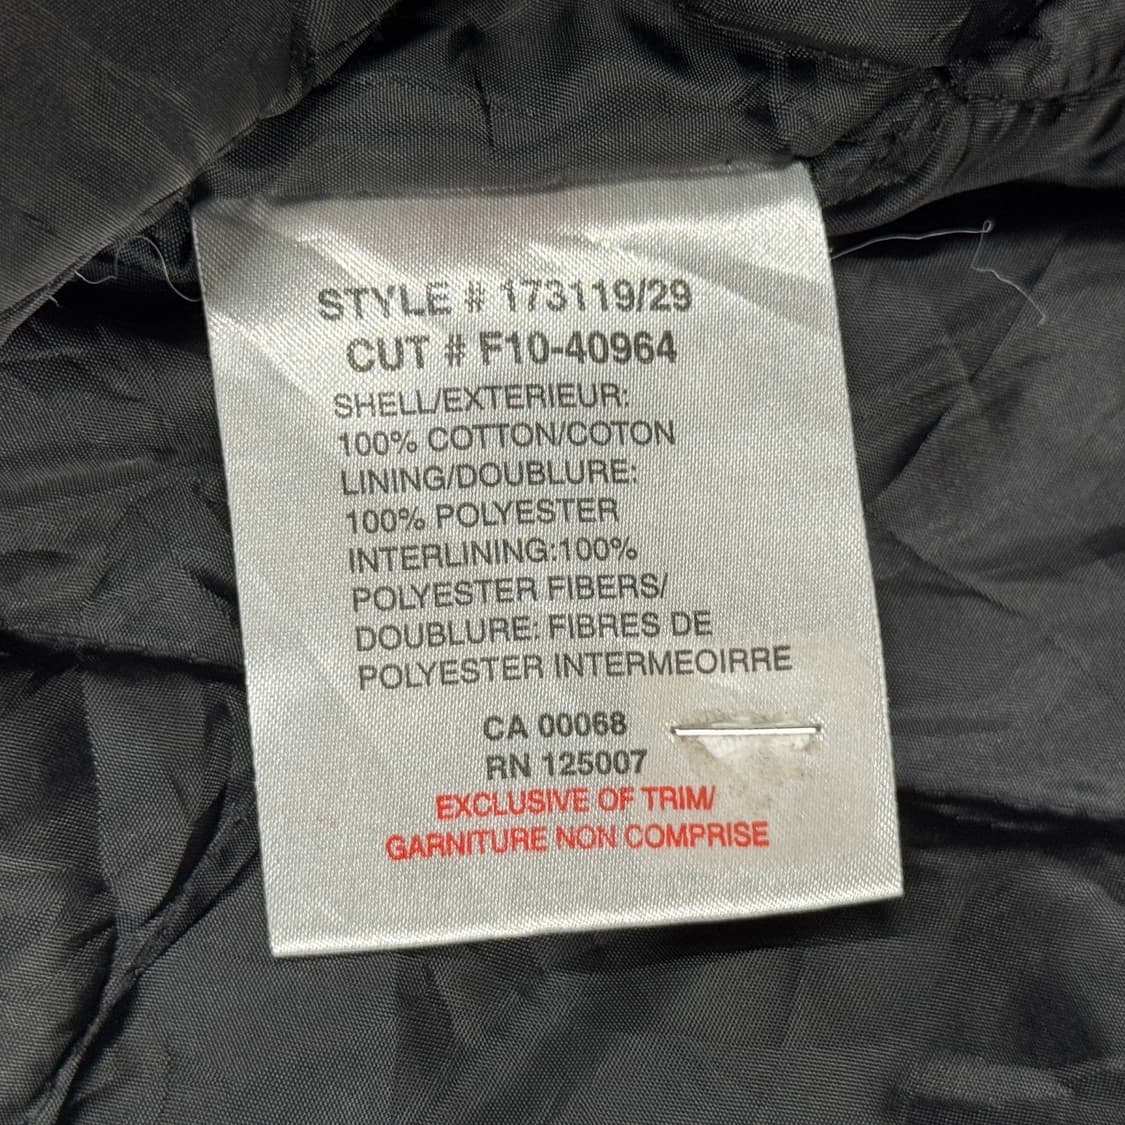 STYLE # 173119/29
CUT # F10-40964
SHELL/EXTERIEUR:
100% COTTON/COTON
LINING/DOUBLURE:
100% POLYESTER
INTERLINING:100%
POLYESTER FIBERS/
DOUBLURE: FIBRES DE
POLYESTER INTERMEOIRRE
CA 00068
RN 125007
EXCLUSIVE OF TRIM/
GARNITURE NON COMPRISE